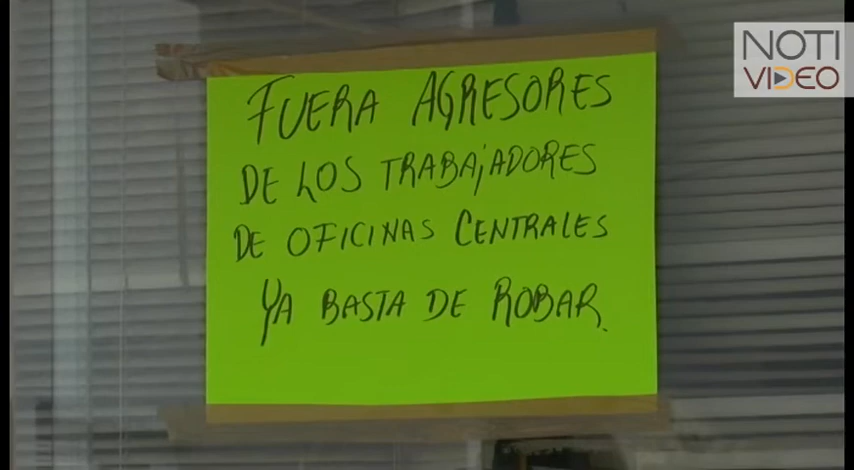 NOTI
VIDEO
FUERA AGRESORES
DE LOS TRABAJADORES
DE OFICINAS CENTRALES
YA BASTA DE ROBAR.